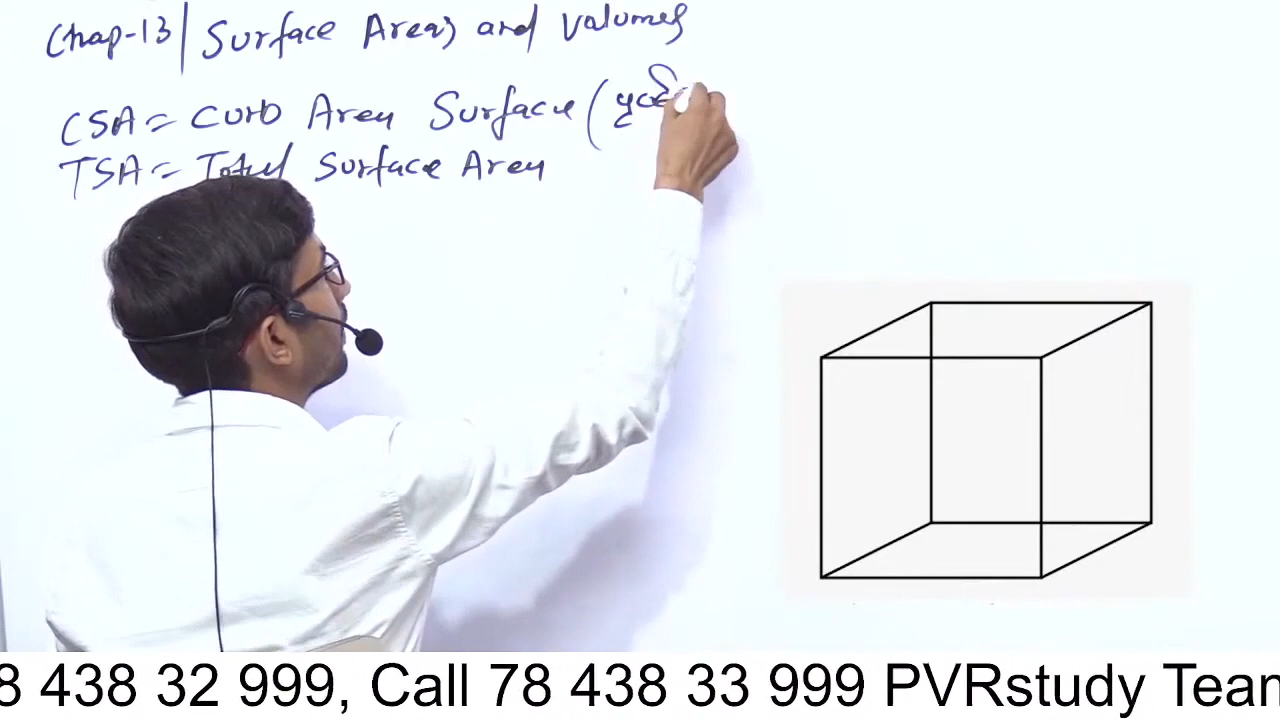 Chap-13 | Surface Areas and Volumes
CSA = Curb Area Surface (
TSA = Total Surface Area
8 438 32 999, Call 78 438 33 999 PVRstudy Team